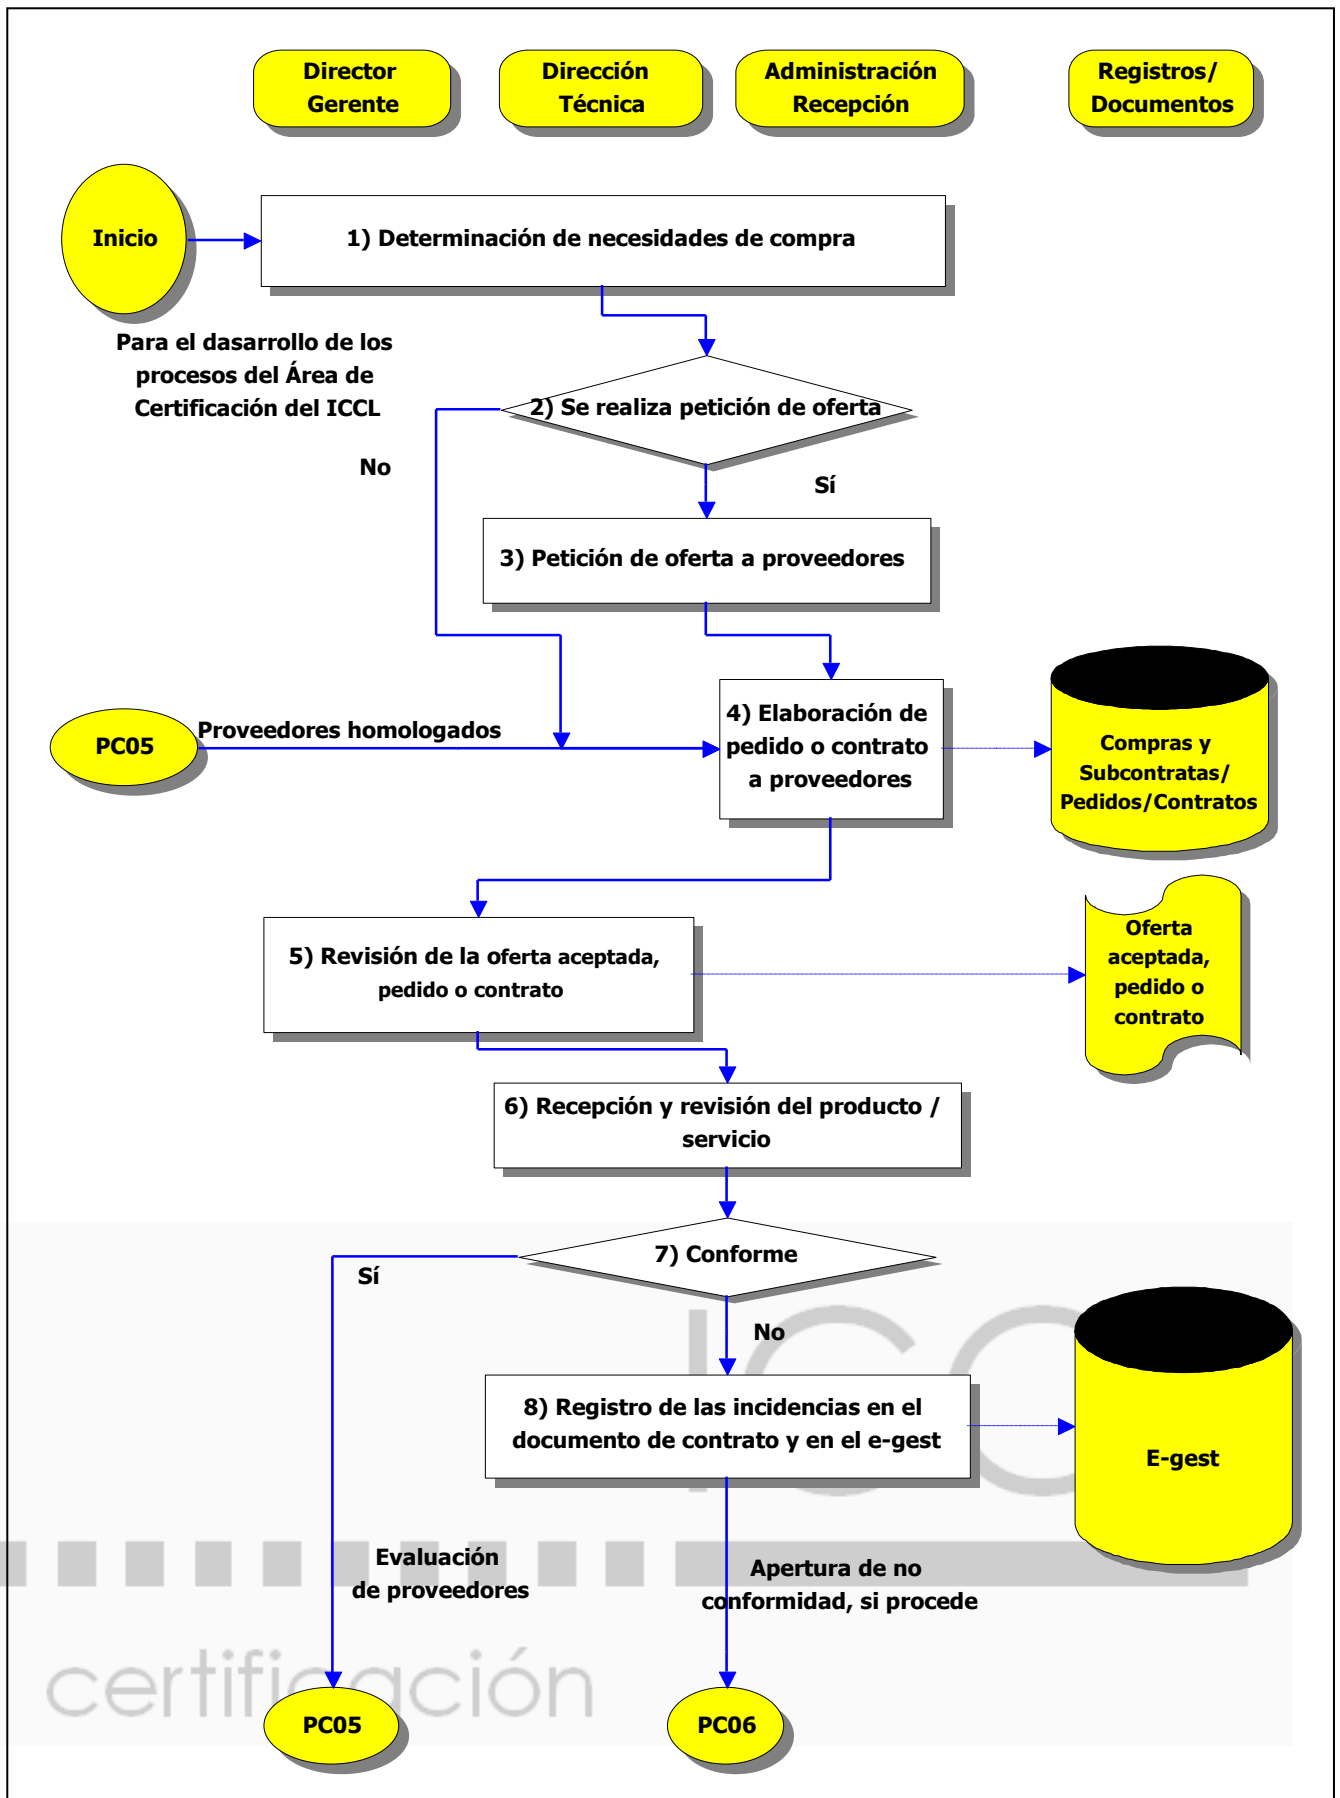 Director
Gerente
Dirección
Técnica
Administración
Recepción
Registros/
Documentos
Inicio
1) Determinación de necesidades de compra
Para el dasarrollo de los
procesos del Área de
Certificación del ICCL
2) Se realiza petición de oferta
No
Sí
3) Petición de oferta a proveedores
PC05
Proveedores homologados
4) Elaboración de
pedido o contrato
a proveedores
Compras y
Subcontratas/
Pedidos/Contratos
5) Revisión de la oferta aceptada,
pedido o contrato
Oferta
aceptada,
pedido o
contrato
6) Recepción y revisión del producto /
servicio
7) Conforme
Sí
No
8) Registro de las incidencias en el
documento de contrato y en el e-gest
E-gest
Evaluación
de proveedores
Apertura de no
conformidad, si procede
certificación
PC05
PC06